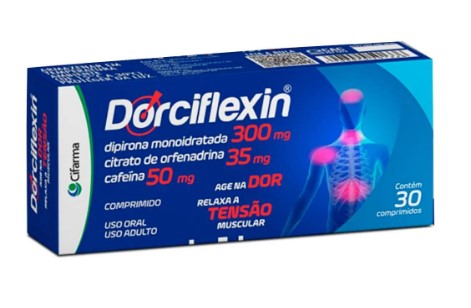 Dorciflexin®
dipirona monoidratada 300 mg
citrato de orfenadrina 35 mg
cafeína 50 mg
AGE NA DOR
RELAXA A
TENSÃO
MUSCULAR
COMPRIMIDO
USO ORAL
USO ADULTO
Contém
30
comprimidos
Cifarma
Dorciflexin®